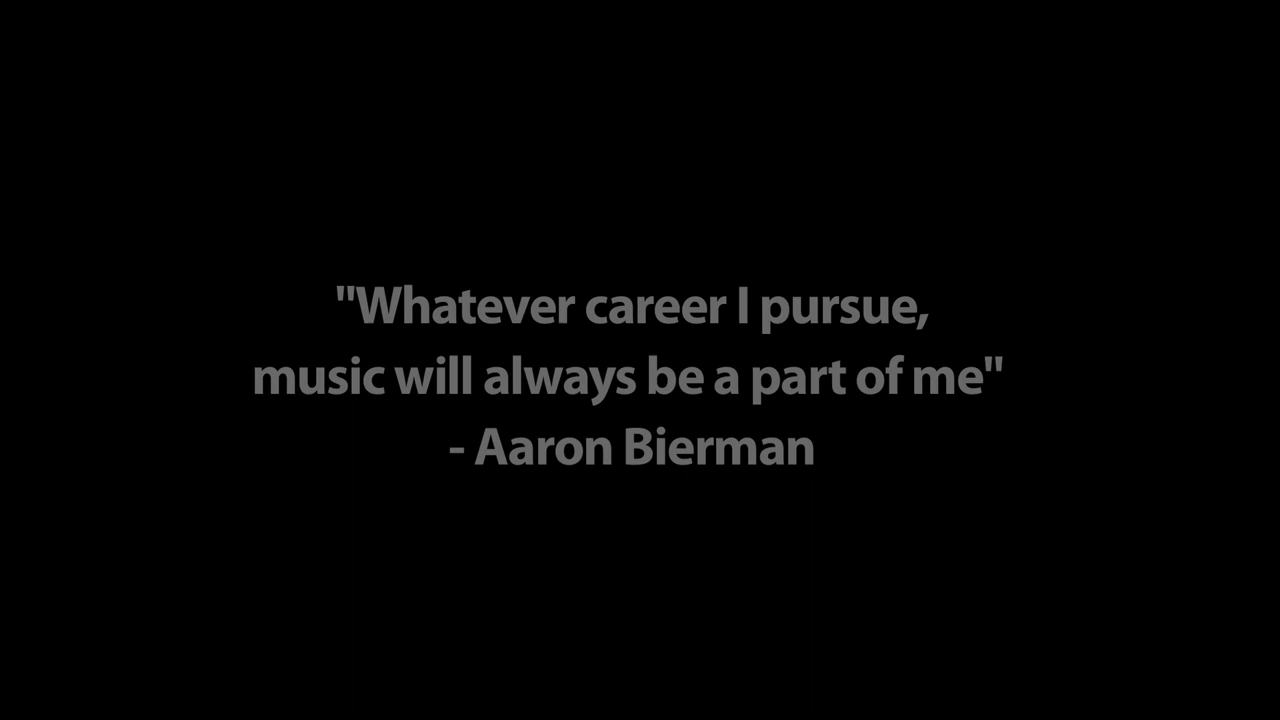 "Whatever career I pursue,
music will always be a part of me"
- Aaron Bierman